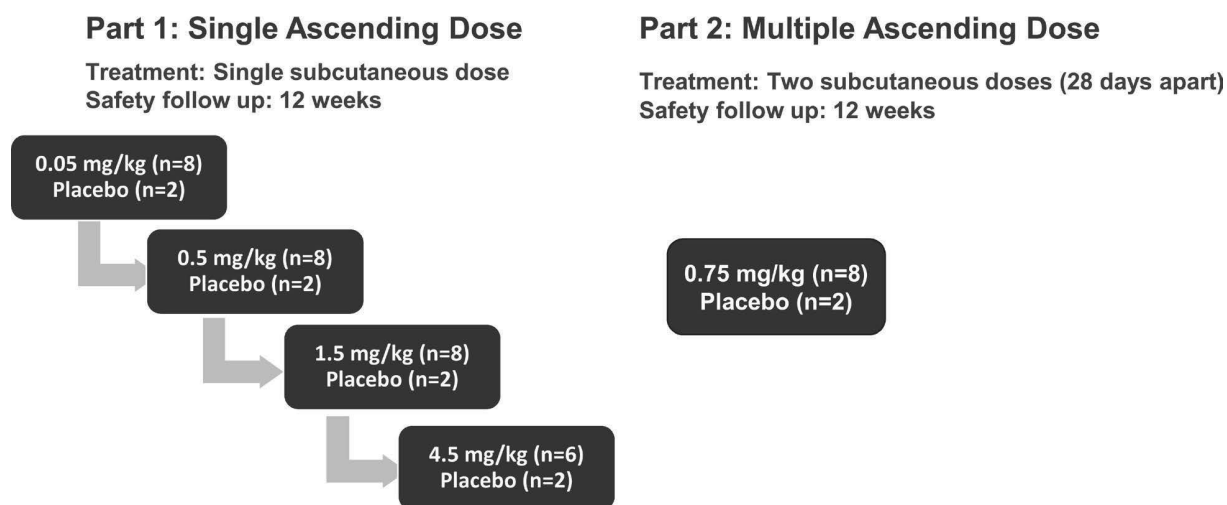 Part 1: Single Ascending Dose
Treatment: Single subcutaneous dose
Safety follow up: 12 weeks
0.05 mg/kg (n=8)
Placebo (n=2)
0.5 mg/kg (n=8)
Placebo (n=2)
1.5 mg/kg (n=8)
Placebo (n=2)
4.5 mg/kg (n=6)
Placebo (n=2)
Part 2: Multiple Ascending Dose
Treatment: Two subcutaneous doses (28 days apart)
Safety follow up: 12 weeks
0.75 mg/kg (n=8)
Placebo (n=2)